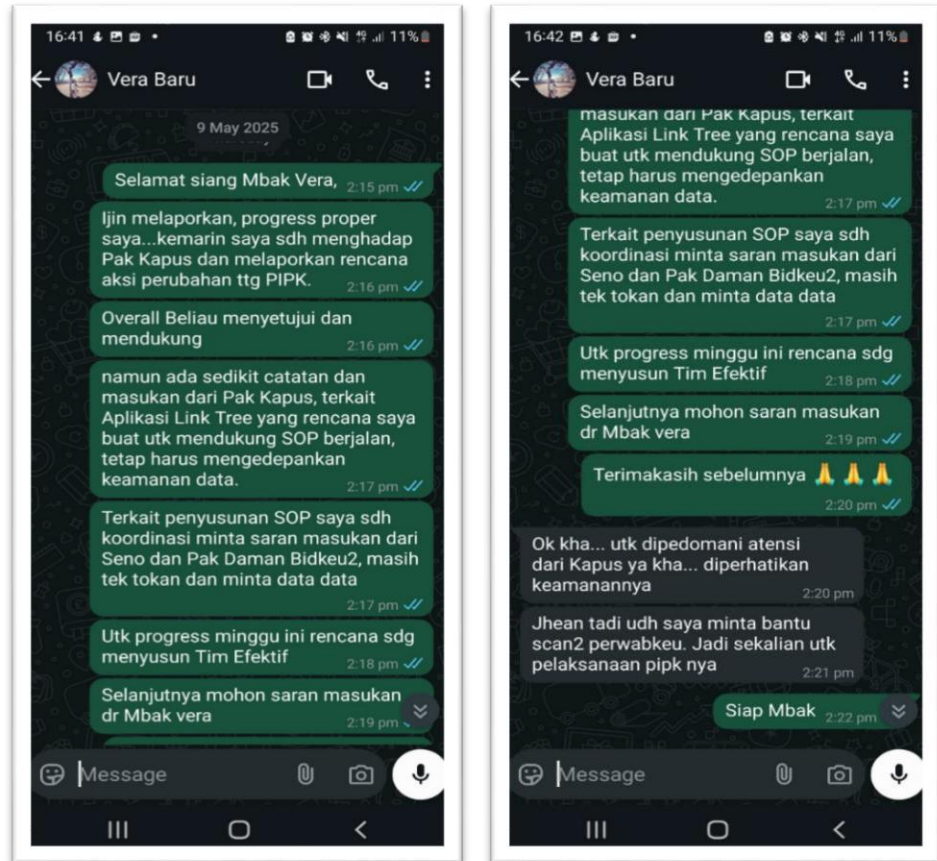 16:41 11%
Vera Baru
9 May 2025
Selamat siang Mbak Vera, 2:15 pm
Ijin melaporkan, progress proper
saya...kemarin saya sdh menghadap
Pak Kapus dan melaporkan rencana
aksi perubahan ttg PIPK. 2:16 pm
Overall Beliau menyetujui dan
mendukung 2:16 pm
namun ada sedikit catatan dan
masukan dari Pak Kapus, terkait
Aplikasi Link Tree yang rencana saya
buat utk mendukung SOP berjalan,
tetap harus mengedepankan
keamanan data. 2:17 pm
Terkait penyusunan SOP saya sdh
koordinasi minta saran masukan dari
Seno dan Pak Daman Bidkeu2, masih
tek tokan dan minta data data
2:17 pm
Utk progress minggu ini rencana sdg
menyusun Tim Efektif 2:18 pm
Selanjutnya mohon saran masukan
dr Mbak vera 2:19 pm
Message
16:42 11%
Vera Baru
masukan dari Pak Kapus, terkait
Aplikasi Link Tree yang rencana saya
buat utk mendukung SOP berjalan,
tetap harus mengedepankan
keamanan data. 2:17 pm
Terkait penyusunan SOP saya sdh
koordinasi minta saran masukan dari
Seno dan Pak Daman Bidkeu2, masih
tek tokan dan minta data data
2:17 pm
Utk progress minggu ini rencana sdg
menyusun Tim Efektif 2:18 pm
Selanjutnya mohon saran masukan
dr Mbak vera 2:19 pm
Terimakasih sebelumnya 🙏🙏🙏
2:20 pm
Ok kha... utk dipedomani atensi
dari Kapus ya kha... diperhatikan
keamanannya 2:20 pm
Jhean tadi udh saya minta bantu
scan2 perwabkeu. Jadi sekalian utk
pelaksanaan pipk nya 2:21 pm
Siap Mbak 2:22 pm
Message